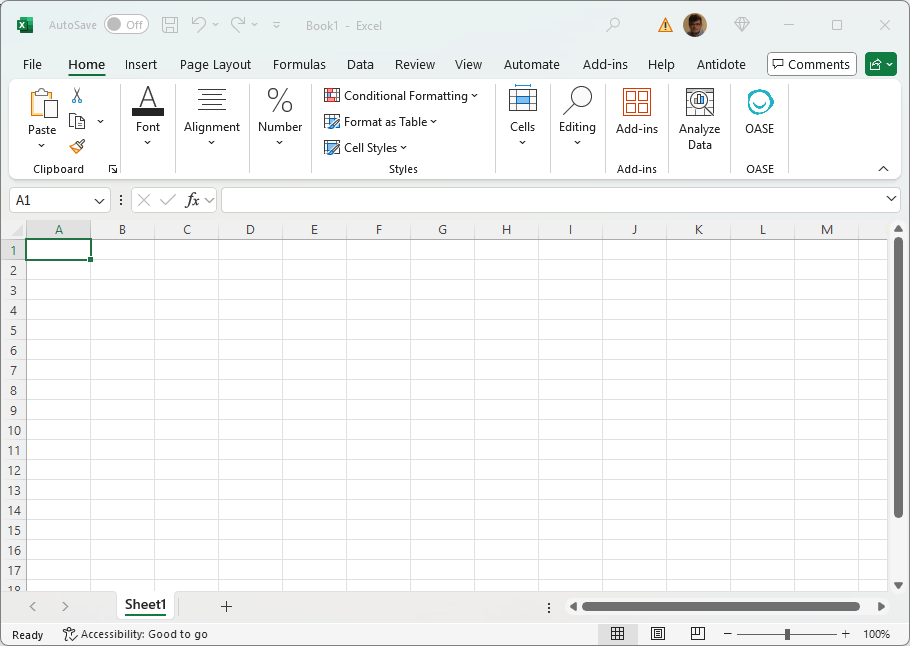 AutoSave Off Book1 - Excel
File Home Insert Page Layout Formulas Data Review View Automate Add-ins Help Antidote Comments
Paste
Clipboard
Font
Alignment
%
Number
Conditional Formatting
Format as Table
Cell Styles
Styles
Cells
Editing
Add-ins
Add-ins
Analyze
Data
OASE
OASE
A1 fx
A B C D E F G H I J K L M
1
2
3
4
5
6
7
8
9
10
11
12
13
14
15
16
17
18
Sheet1
Ready Accessibility: Good to go 100%